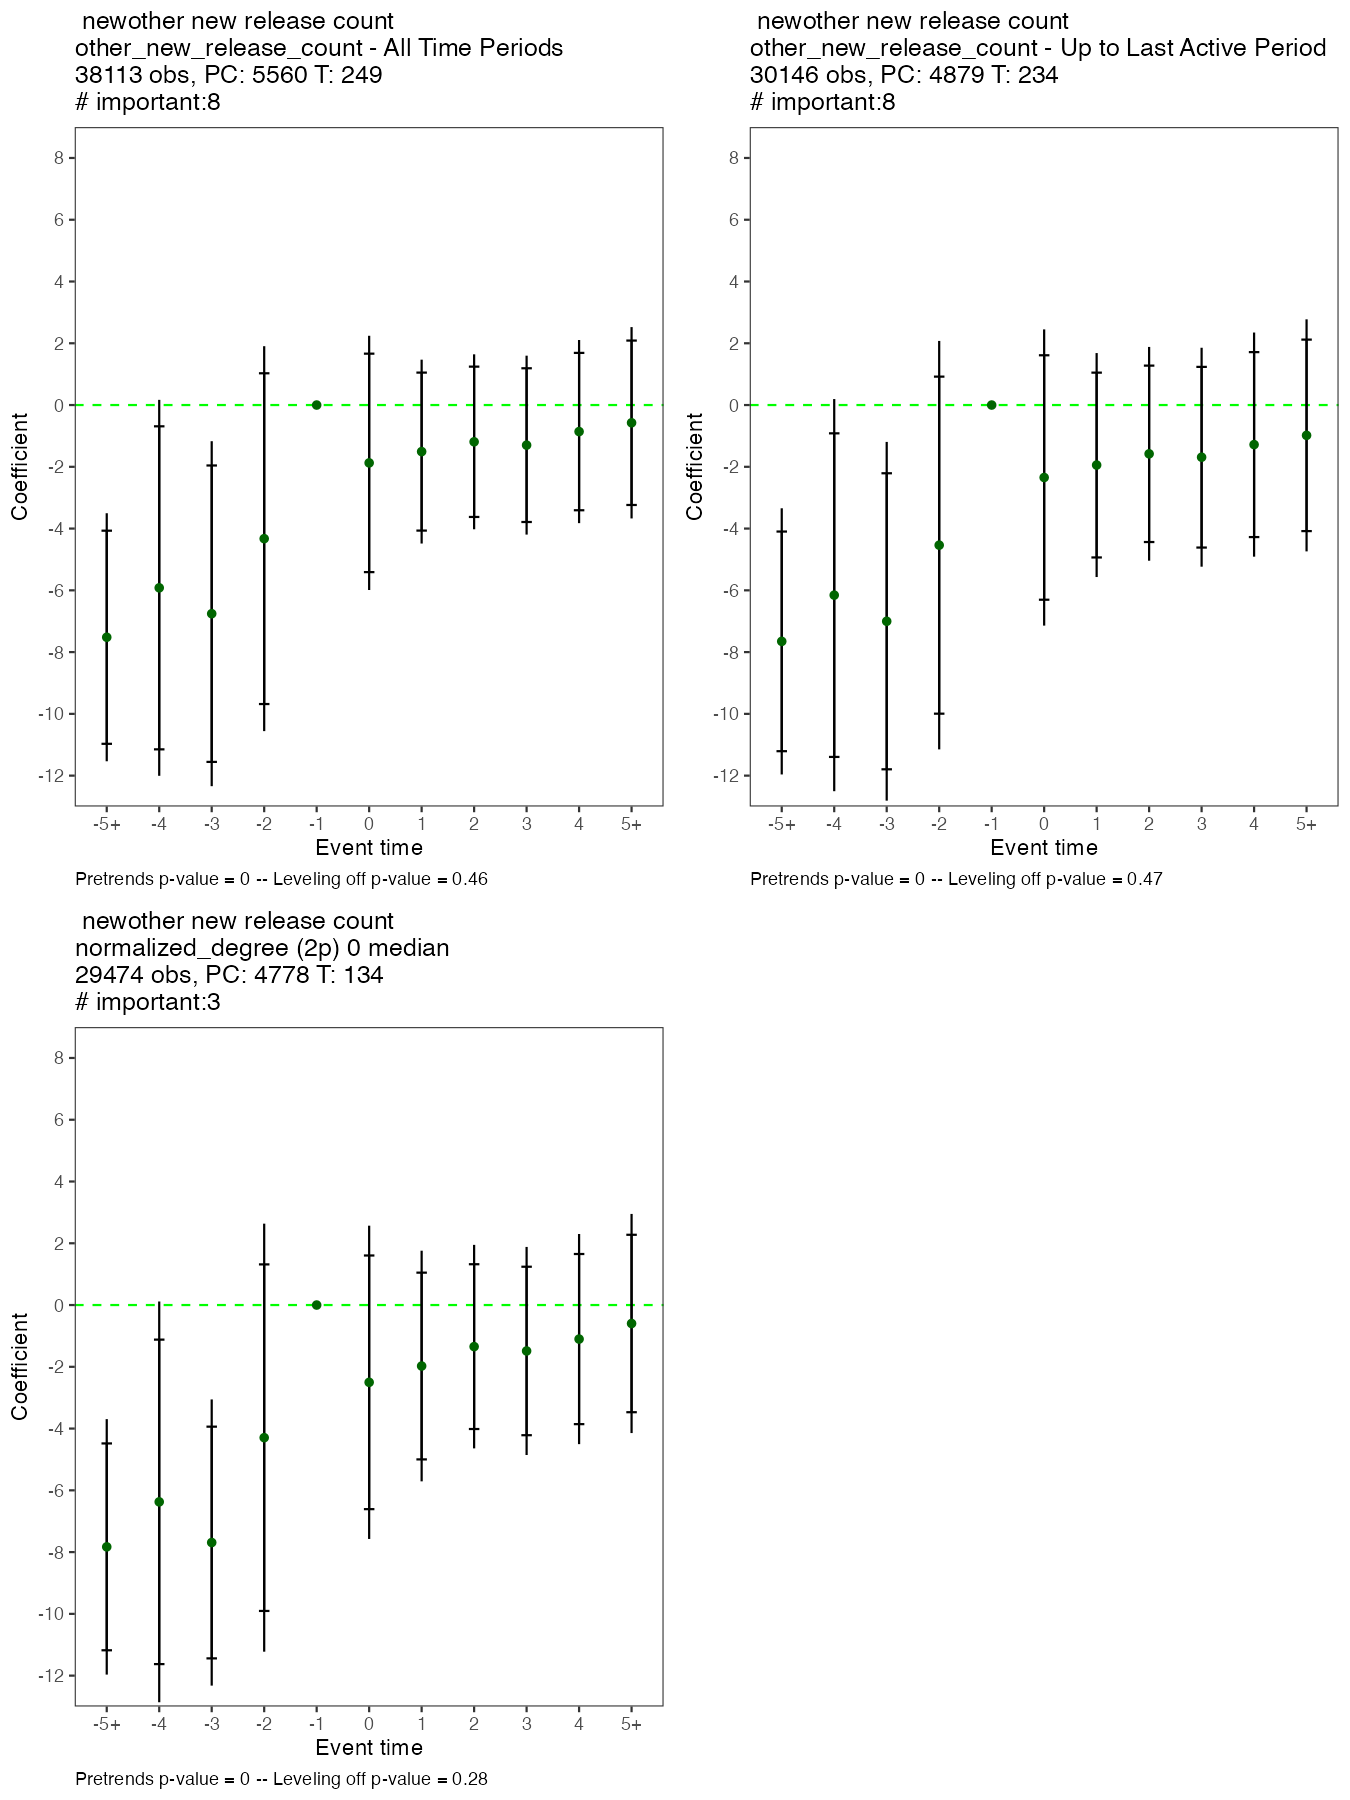 newother new release count
other_new_release_count - All Time Periods
38113 obs, PC: 5560 T: 249
# important:8
8
6
4
2
0
-2
-4
-6
-8
-10
-12
Coefficient
-5+ -4 -3 -2 -1 0 1 2 3 4 5+
Event time
Pretrends p-value = 0 -- Leveling off p-value = 0.46
newother new release count
other_new_release_count - Up to Last Active Period
30146 obs, PC: 4879 T: 234
# important:8
8
6
4
2
0
-2
-4
-6
-8
-10
-12
Coefficient
-5+ -4 -3 -2 -1 0 1 2 3 4 5+
Event time
Pretrends p-value = 0 -- Leveling off p-value = 0.47
newother new release count
normalized_degree (2p) 0 median
29474 obs, PC: 4778 T: 134
# important:3
8
6
4
2
0
-2
-4
-6
-8
-10
-12
Coefficient
-5+ -4 -3 -2 -1 0 1 2 3 4 5+
Event time
Pretrends p-value = 0 -- Leveling off p-value = 0.28